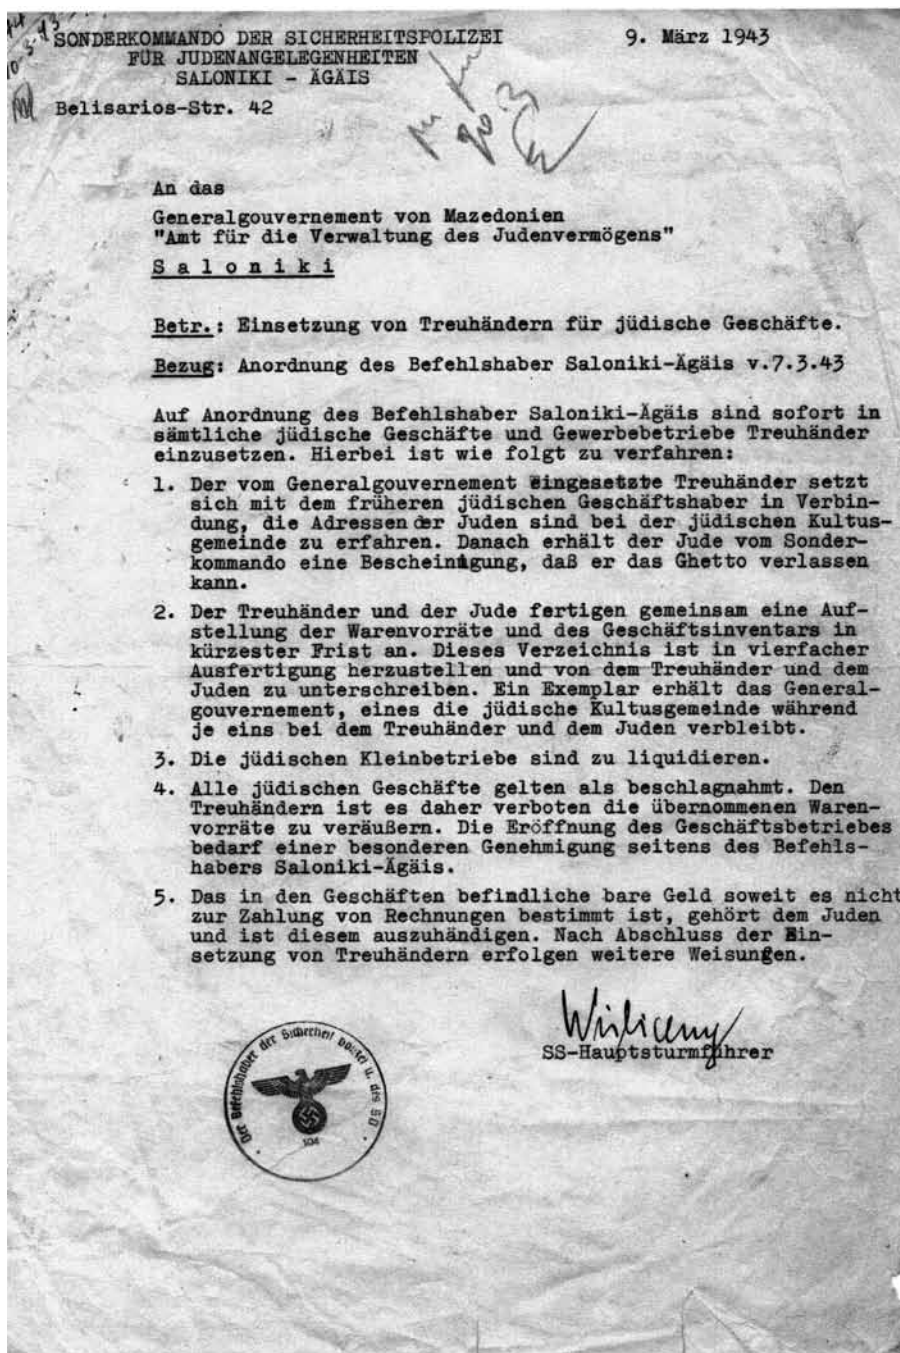 10-3-43
SONDERKOMMANDO DER SICHERHEITSPOLIZEI
FÜR JUDENANGELEGENHEITEN
SALONIKI - ÄGÄIS
9. März 1943
Belisarios-Str. 42
An das
Generalgouvernement von Mazedonien
"Amt für die Verwaltung des Judenvermögens"
Saloniki
Betr.: Einsetzung von Treuhändern für jüdische Geschäfte.
Bezug: Anordnung des Befehlshaber Saloniki-Ägäis v.7.3.43
Auf Anordnung des Befehlshaber Saloniki-Ägäis sind sofort in
sämtliche jüdische Geschäfte und Gewerbebetriebe Treuhänder
einzusetzen. Hierbei ist wie folgt zu verfahren:
1. Der vom Generalgouvernement eingesetzte Treuhänder setzt
sich mit dem früheren jüdischen Geschäftshaber in Verbin-
dung, die Adressen der Juden sind bei der jüdischen Kultus-
gemeinde zu erfahren. Danach erhält der Jude vom Sonder-
kommando eine Bescheinigung, daß er das Ghetto verlassen
kann.
2. Der Treuhänder und der Jude fertigen gemeinsam eine Auf-
stellung der Warenvorräte und des Geschäftsinventars in
kürzester Frist an. Dieses Verzeichnis ist in vierfacher
Ausfertigung herzustellen und von dem Treuhänder und dem
Juden zu unterschreiben. Ein Exemplar erhält das General-
gouvernement, eines die jüdische Kultusgemeinde während
je eins bei dem Treuhänder und dem Juden verbleibt.
3. Die jüdischen Kleinbetriebe sind zu liquidieren.
4. Alle jüdischen Geschäfte gelten als beschlagnahmt. Den
Treuhändern ist es daher verboten die übernommenen Waren-
vorräte zu veräußern. Die Eröffnung des Geschäftsbetriebes
bedarf einer besonderen Genehmigung seitens des Befehls-
habers Saloniki-Ägäis.
5. Das in den Geschäften befindliche bare Geld soweit es nicht
zur Zahlung von Rechnungen bestimmt ist, gehört dem Juden
und ist diesem auszuhändigen. Nach Abschluss der Ein-
setzung von Treuhändern erfolgen weitere Weisungen.
Wisliceny
SS-Hauptsturmführer
Der Befehlshaber der Sicherheitspolizei u. des SD